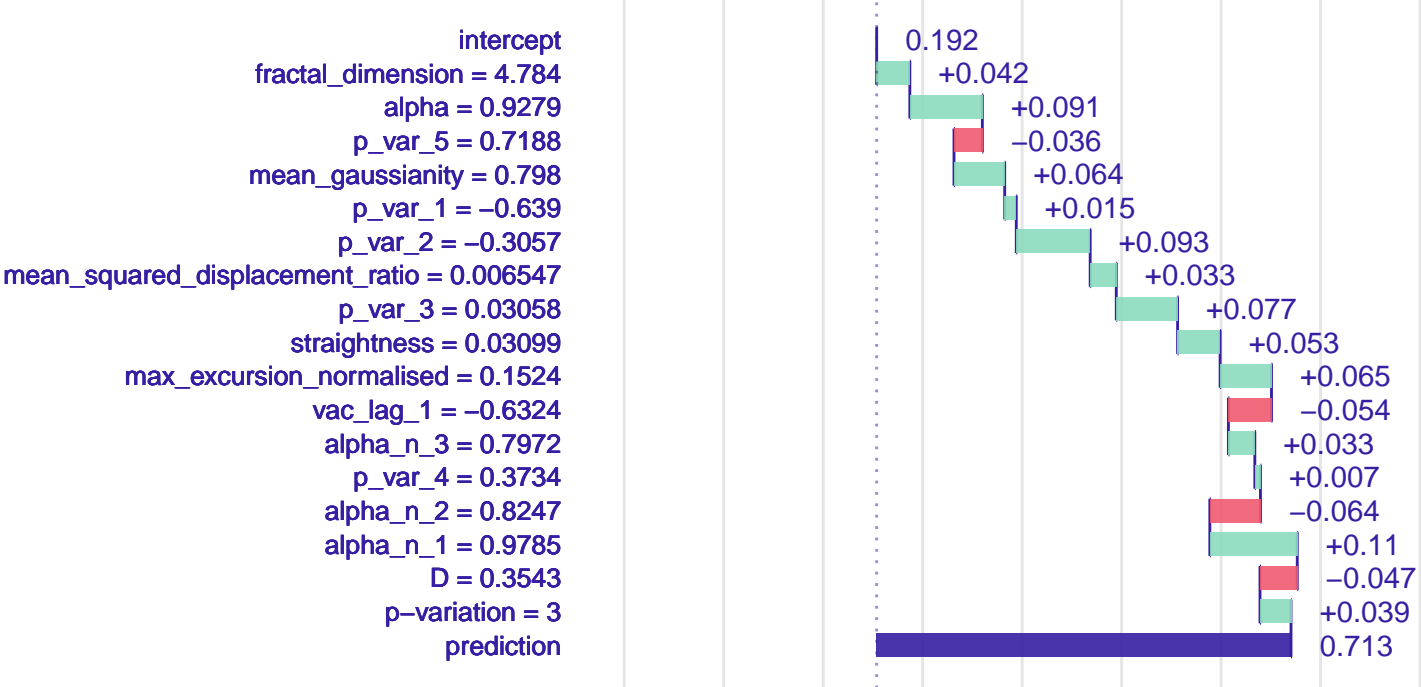 intercept 0.192
fractal_dimension = 4.784 +0.042
alpha = 0.9279 +0.091
p_var_5 = 0.7188 −0.036
mean_gaussianity = 0.798 +0.064
p_var_1 = −0.639 +0.015
p_var_2 = −0.3057 +0.093
mean_squared_displacement_ratio = 0.006547 +0.033
p_var_3 = 0.03058 +0.077
straightness = 0.03099 +0.053
max_excursion_normalised = 0.1524 +0.065
vac_lag_1 = −0.6324 −0.054
alpha_n_3 = 0.7972 +0.033
p_var_4 = 0.3734 +0.007
alpha_n_2 = 0.8247 −0.064
alpha_n_1 = 0.9785 +0.11
D = 0.3543 −0.047
p−variation = 3 +0.039
prediction 0.713